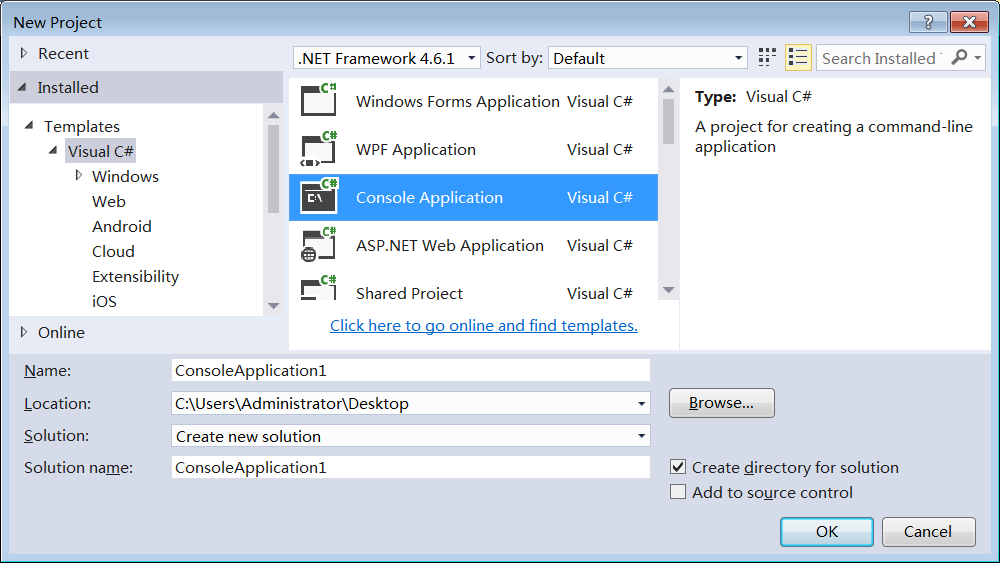 New Project
Recent
Installed
Templates
Visual C#
Windows
Web
Android
Cloud
Extensibility
iOS
Online
.NET Framework 4.6.1
Sort by:
Default
Search Installed
Windows Forms Application Visual C#
WPF Application Visual C#
Console Application Visual C#
ASP.NET Web Application Visual C#
Shared Project Visual C#
Click here to go online and find templates.
Type: Visual C#
A project for creating a command-line
application
Name: ConsoleApplication1
Location: C:\Users\Administrator\Desktop
Browse...
Solution: Create new solution
Solution name: ConsoleApplication1
Create directory for solution
Add to source control
OK
Cancel